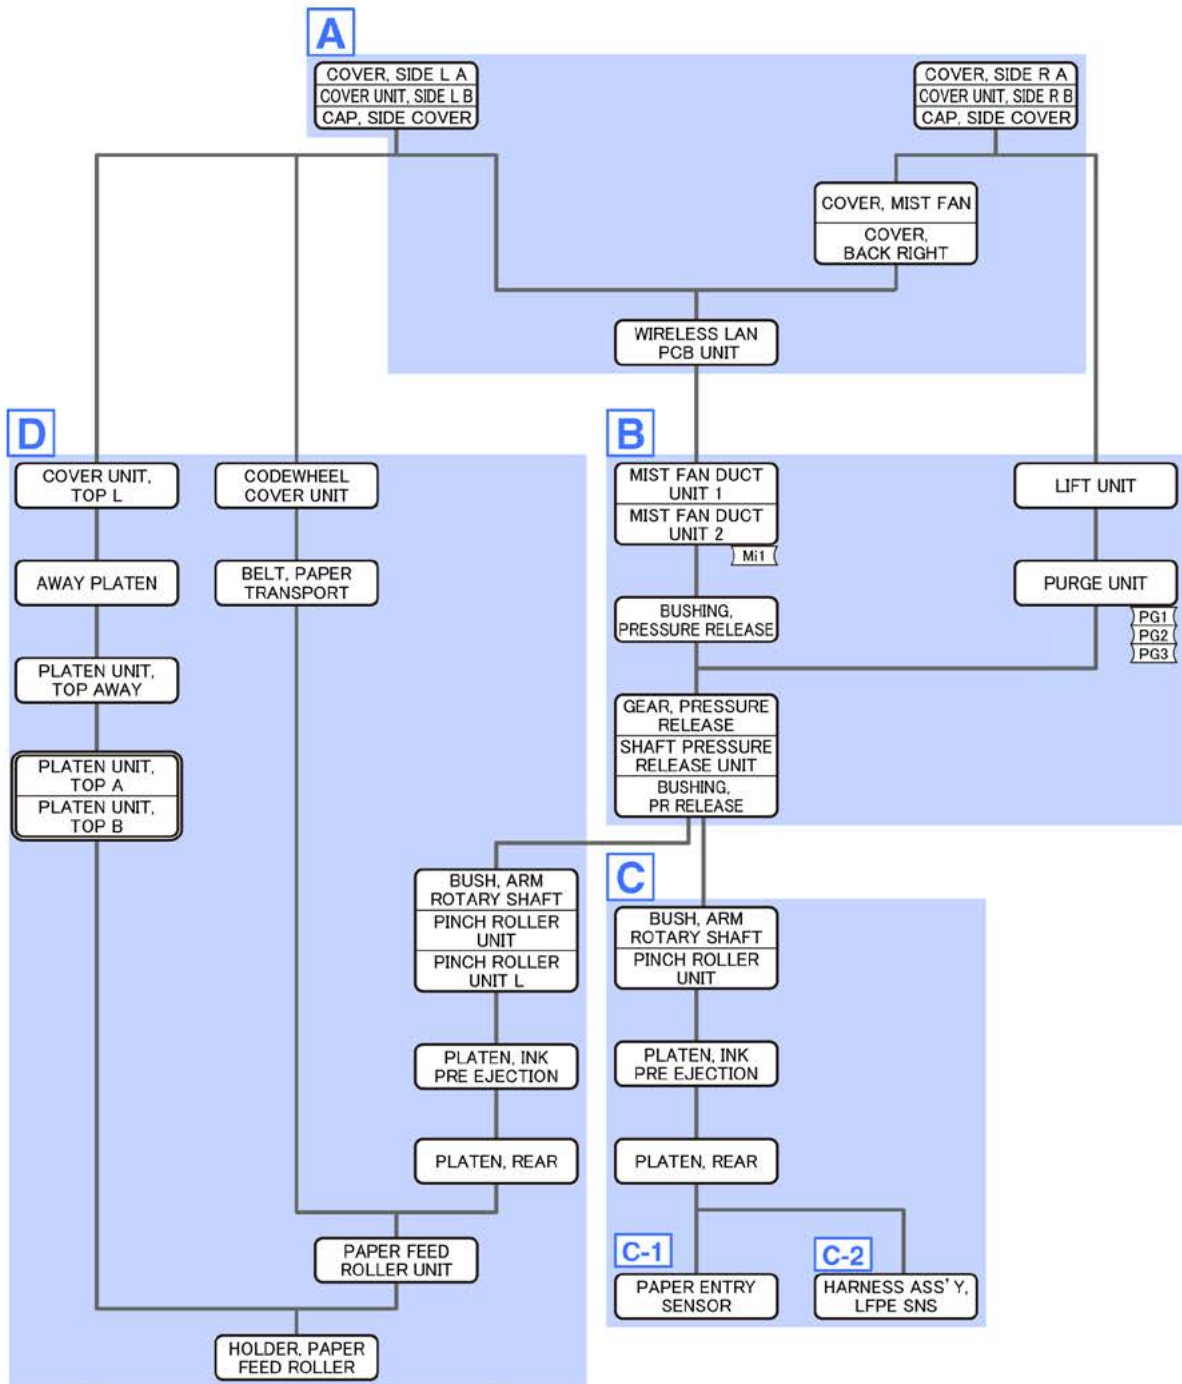 A
COVER, SIDE L A
COVER UNIT, SIDE L B
CAP, SIDE COVER
COVER, SIDE R A
COVER UNIT, SIDE R B
CAP, SIDE COVER
COVER, MIST FAN
COVER,
BACK RIGHT
WIRELESS LAN
PCB UNIT
D
COVER UNIT,
TOP L
CODEWHEEL
COVER UNIT
AWAY PLATEN
BELT, PAPER
TRANSPORT
PLATEN UNIT,
TOP AWAY
PLATEN UNIT,
TOP A
PLATEN UNIT,
TOP B
B
MIST FAN DUCT
UNIT 1
MIST FAN DUCT
UNIT 2
Mi1
LIFT UNIT
PURGE UNIT
PG1
PG2
PG3
BUSHING,
PRESSURE RELEASE
GEAR, PRESSURE
RELEASE
SHAFT PRESSURE
RELEASE UNIT
BUSHING,
PR RELEASE
BUSH, ARM
ROTARY SHAFT
PINCH ROLLER
UNIT
PINCH ROLLER
UNIT L
PLATEN, INK
PRE EJECTION
PLATEN, REAR
PAPER FEED
ROLLER UNIT
HOLDER, PAPER
FEED ROLLER
C
BUSH, ARM
ROTARY SHAFT
PINCH ROLLER
UNIT
PLATEN, INK
PRE EJECTION
PLATEN, REAR
C-1
PAPER ENTRY
SENSOR
C-2
HARNESS ASS'Y,
LFPE SNS